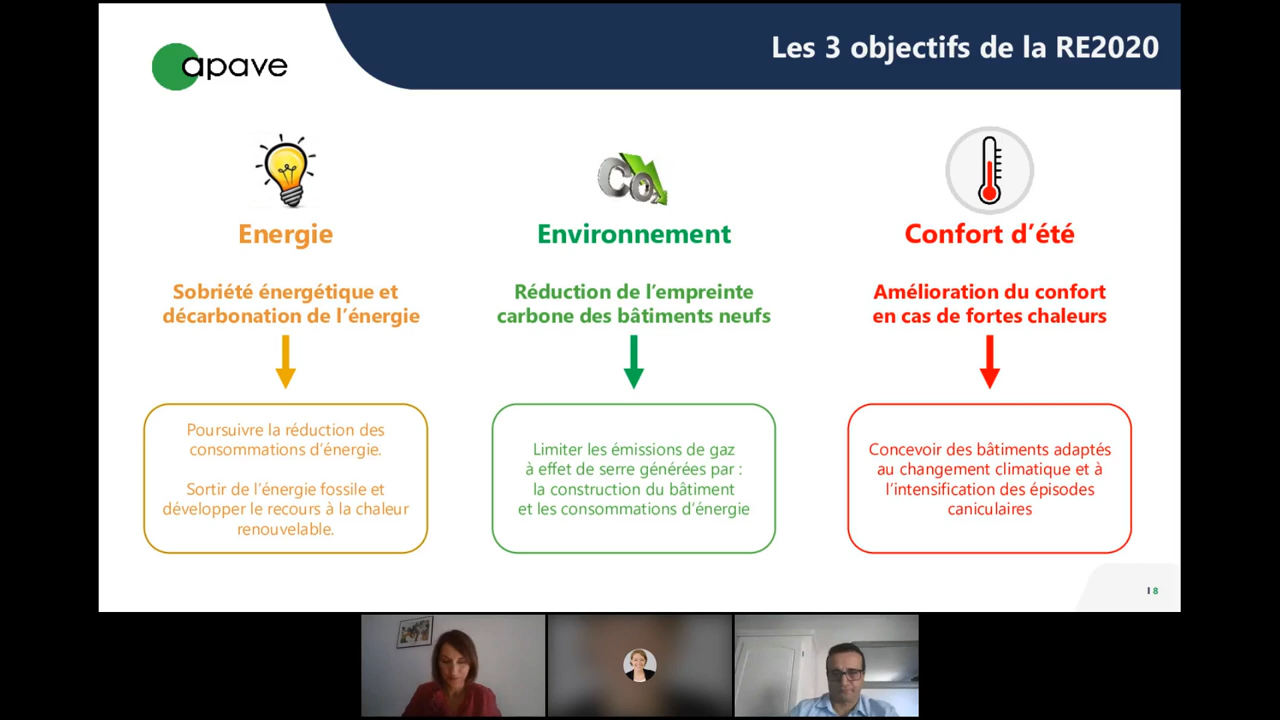 apave
Les 3 objectifs de la RE2020
CO2
Energie
Sobriété énergétique et
décarbonation de l'énergie
Poursuivre la réduction des
consommations d'énergie.
Sortir de l'énergie fossile et
développer le recours à la chaleur
renouvelable.
Environnement
Réduction de l'empreinte
carbone des bâtiments neufs
Limiter les émissions de gaz
à effet de serre générées par :
la construction du bâtiment
et les consommations d'énergie
Confort d'été
Amélioration du confort
en cas de fortes chaleurs
Concevoir des bâtiments adaptés
au changement climatique et à
l'intensification des épisodes
caniculaires
I 8